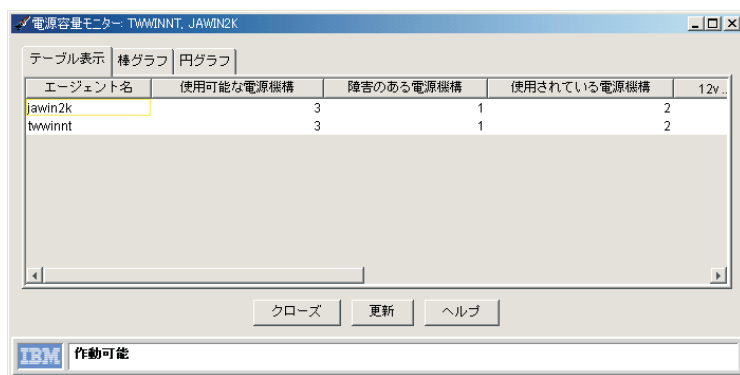 電源容量モニター: TWWINNT, JAWIN2K
テーブル表示 棒グラフ 円グラフ
エージェント名 使用可能な電源機構 障害のある電源機構 使用されている電源機構 12v...
jawin2k 3 1 2
twwinnt 3 1 2
クローズ 更新 ヘルプ
IBM 作動可能